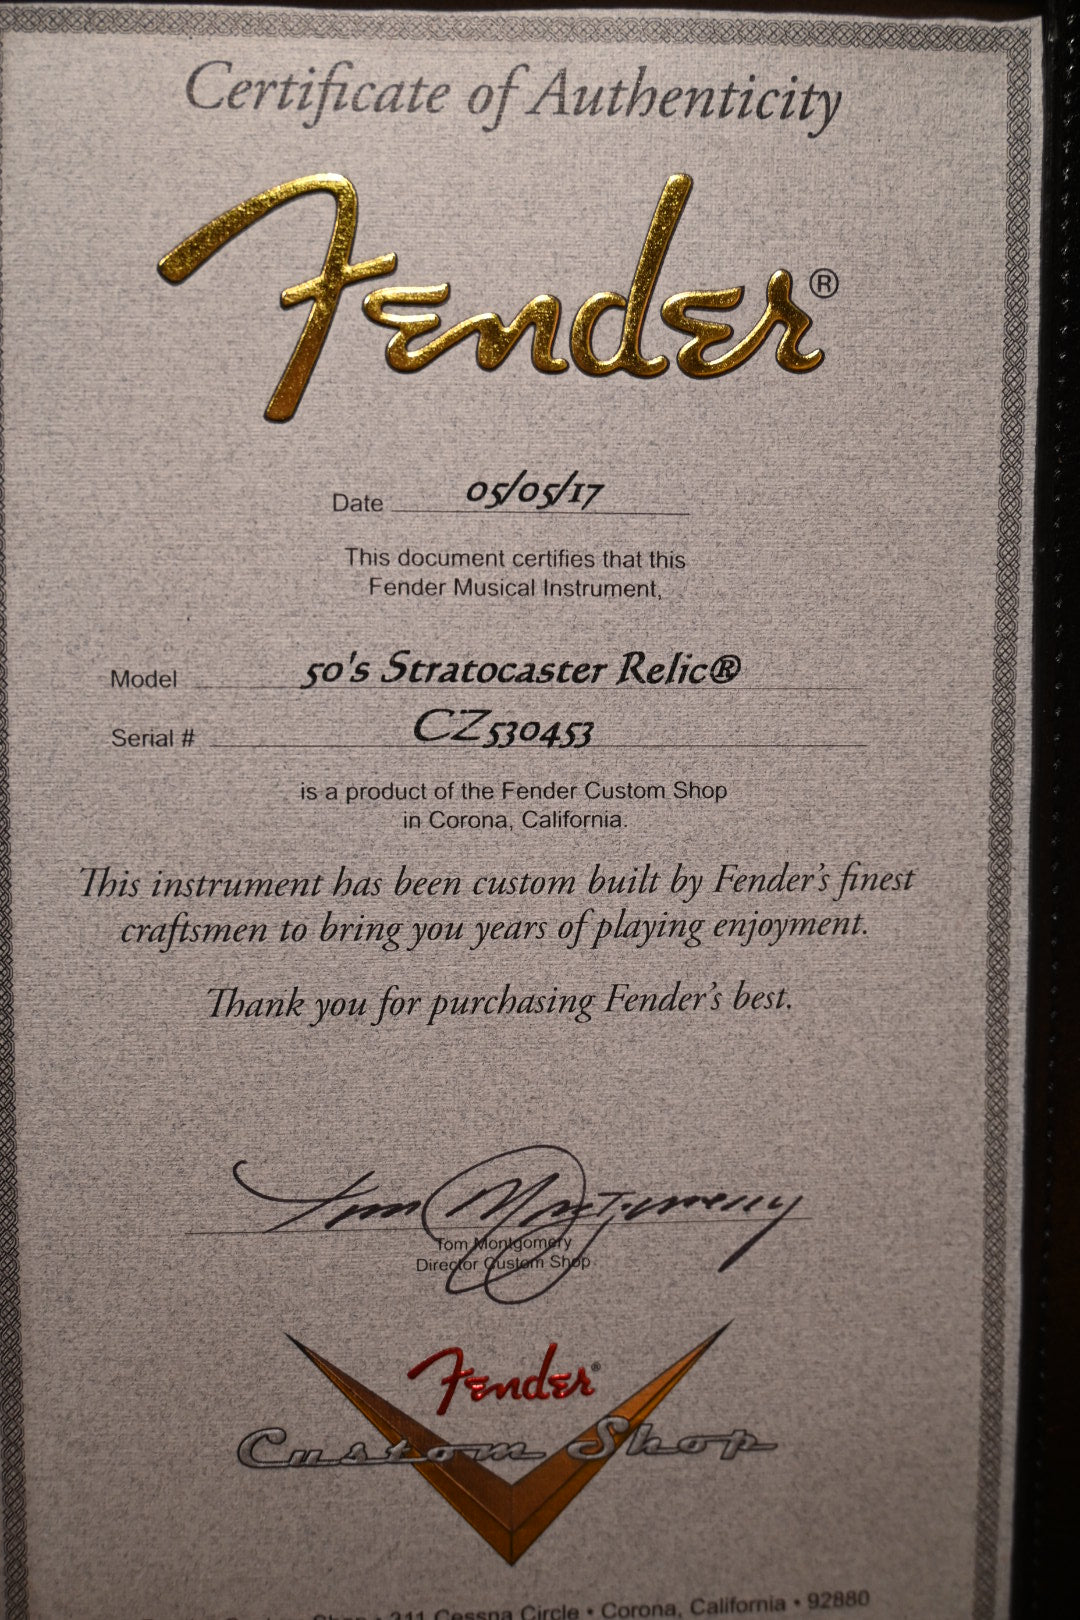 Certificate of Authenticity
Fender®
Date 05/05/17
This document certifies that this
Fender Musical Instrument,
Model 50's Stratocaster Relic®
Serial # CZ530453
is a product of the Fender Custom Shop
in Corona, California.
This instrument has been custom built by Fender's finest
craftsmen to bring you years of playing enjoyment.
Thank you for purchasing Fender's best.
Tom Montgomery
Tom Montgomery
Director Custom Shop
Fender®
Custom Shop
Shop • 311 Cessna Circle • Corona, California • 92880